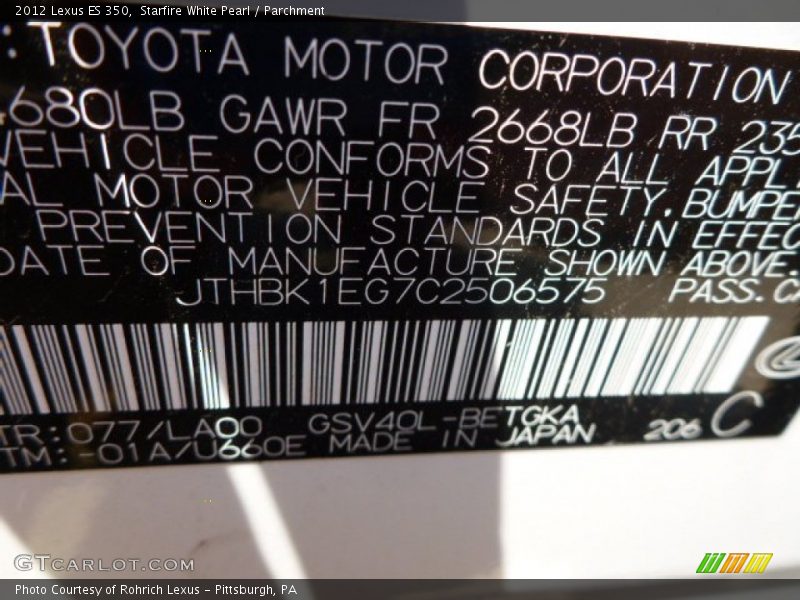 2012 Lexus ES 350, Starfire White Pearl / Parchment
: TOYOTA MOTOR CORPORATION
4680LB GAWR FR 2668LB RR 235
VEHICLE CONFORMS TO ALL APPL
AL MOTOR VEHICLE SAFETY, BUMPER
PREVENTION STANDARDS IN EFFEC
DATE OF MANUFACTURE SHOWN ABOVE.
JTHBK1EG7C2506575 PASS. CA
TR: 077/LA00 GSV40L-BETGKA
TM: -01A/U660E MADE IN JAPAN 206 C
GTCARLOT.COM
Photo Courtesy of Rohrich Lexus - Pittsburgh, PA